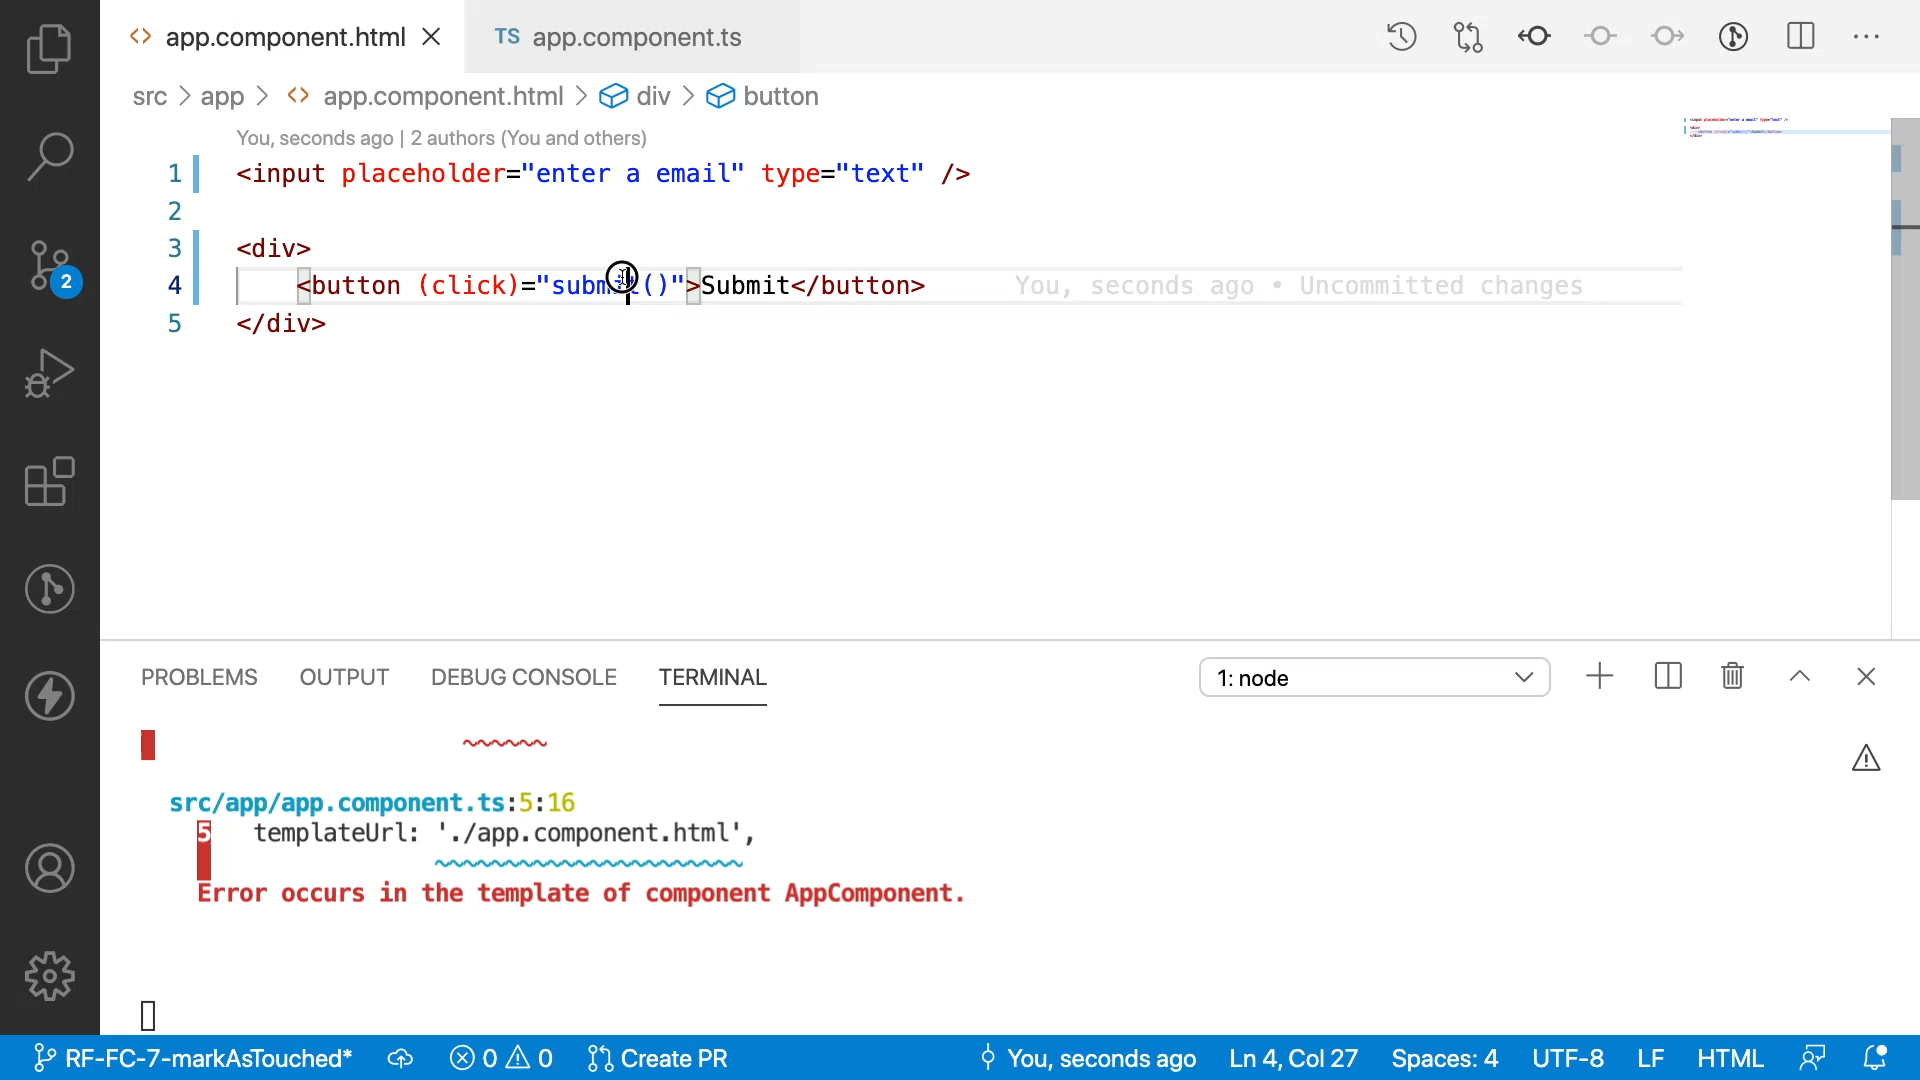 app.component.html
TS app.component.ts
src > app > <> app.component.html > div > button
You, seconds ago | 2 authors (You and others)
1 <input placeholder="enter a email" type="text" />
2
3 <div>
4 <button (click)="submit()">Submit</button> You, seconds ago • Uncommitted changes
5 </div>
2
PROBLEMS OUTPUT DEBUG CONSOLE TERMINAL
1: node
src/app/app.component.ts:5:16
5 templateUrl: './app.component.html',
Error occurs in the template of component AppComponent.
RF-FC-7-markAsTouched* 0 0 Create PR You, seconds ago Ln 4, Col 27 Spaces: 4 UTF-8 LF HTML